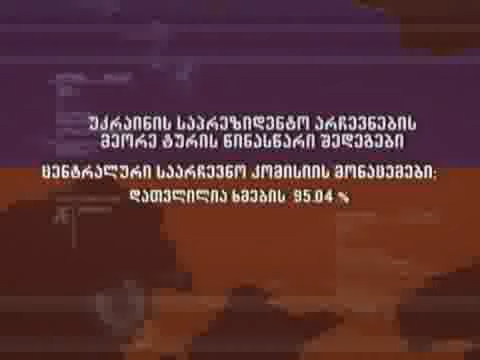 უკრაინის საპრეზიდენტო არჩევნების
მეორე ტურის წინასწარი შედეგები
ცენტრალური საარჩევნო კომისიის მონაცემები:
დათვლილია ხმების 95.04 %